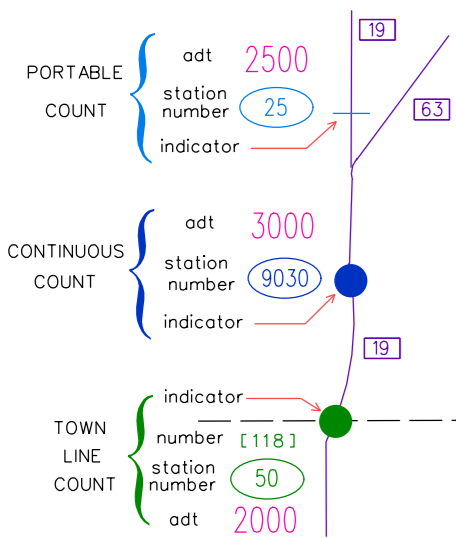 19
adt 2500
PORTABLE
COUNT
station
number 25
63
indicator
adt 3000
CONTINUOUS
COUNT
station
number 9030
indicator
19
indicator
TOWN
LINE
COUNT
number [118]
station
number 50
adt 2000